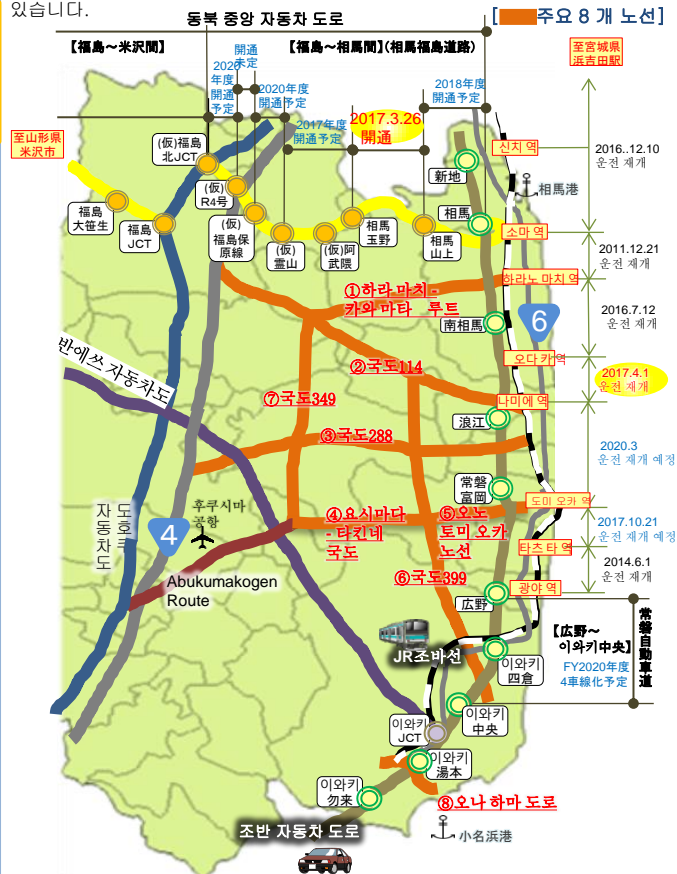 있습니다.
동북 중앙 자동차 도로
[ 주요 8 개 노선]
【福島～米沢間】
【福島～相馬間】(相馬福島道路)
至宮城県
浜吉田駅
開通
未定
2020
年度
開通
予定
2020年度
開通予定
2017年度
開通予定
2017.3.26
開通
2018年度
開通予定
至山形県
米沢市
(仮)福島
北JCT
(仮)
R4号
(仮)
福島保
原線
福島
大笹生
福島
JCT
(仮)
霊山
(仮)阿
武隈
相馬
玉野
相馬
山上
新地
相馬
신치 역
相馬港
2016..12.10
운전 재개
소마 역
2011.12.21
운전 재개
하라노 마치 역
①하라 마치 -
카와 마타 루트
南相馬
6
2016.7.12
운전 재개
오다 카 역
②국도114
2017.4.1
운전 재개
반에쓰 자동차도
⑦국도349
나미에 역
浪江
③국도288
2020.3
운전 재개 예정
常磐
富岡
도호쿠
자동차도
4
후쿠시마
공항
④요시마다
- 타킨네
국도
⑤오노
토미 오카
노선
도미 오카 역
2017.10.21
운전 재개 예정
타츠 타 역
2014.6.1
운전 재개
Abukumakogen
Route
⑥국도399
광야 역
広野
JR조바선
【広野～
이와키中央】
FY2020年度
4車線化予定
常磐自動車道
이와키
四倉
이와키
中央
이와키
JCT
이와키
湯本
이와키
勿来
⑧오나 하마 도로
조반 자동차 도로
小名浜港